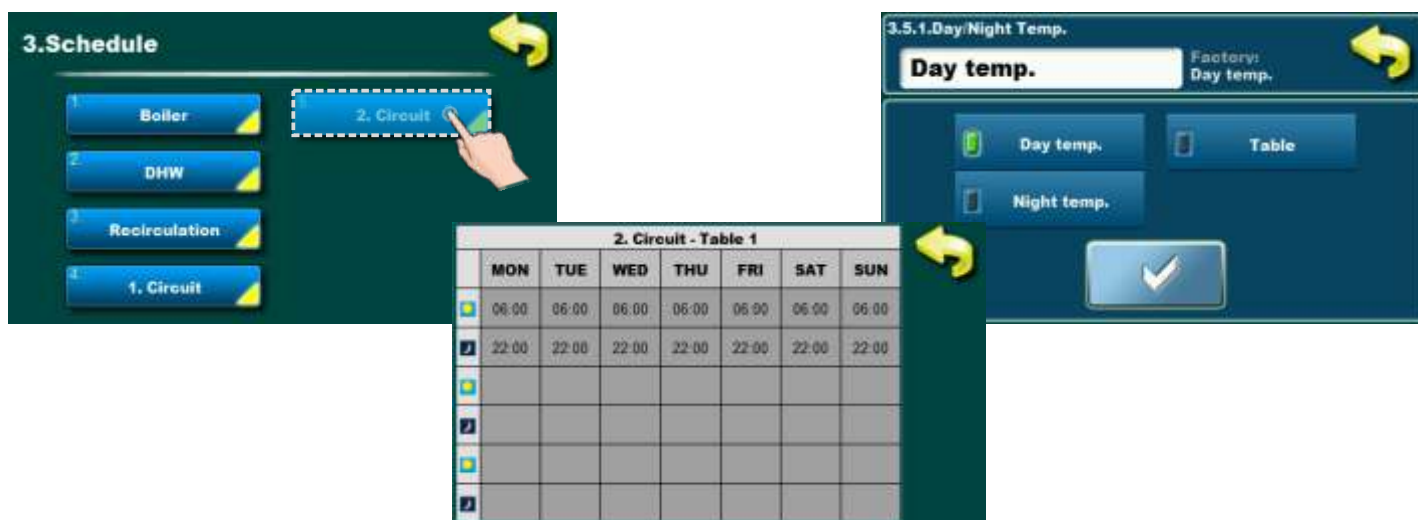 3.Schedule
1
Boiler
2
DHW
3
Recirculation
4
1. Circuit
5
2. Circuit
3.5.1.Day/Night Temp.
Day temp.
Factory:
Day temp.
Day temp.
Table
Night temp.
2. Circuit - Table 1
MON TUE WED THU FRI SAT SUN
06:00 06:00 06:00 06:00 06:00 06:00 06:00
22:00 22:00 22:00 22:00 22:00 22:00 22:00